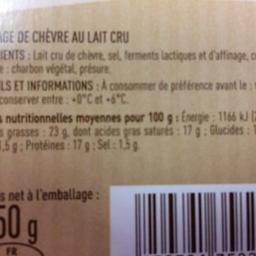 AGE DE CHÈVRE AU LAIT CRU
IENTS : Lait cru de chèvre, sel, ferments lactiques et d'affinage, c
e : charbon végétal, présure.
ILS ET INFORMATIONS : À consommer de préférence avant le :
conserver entre : +0°C et +6°C.
s nutritionnelles moyennes pour 100 g : Énergie : 1166 kJ (2
s grasses : 23 g, dont acides gras saturés : 17 g ; Glucides : 1
1,5 g ; Protéines : 17 g ; Sel : 1,5 g.
s net à l'emballage :
50 g
FR